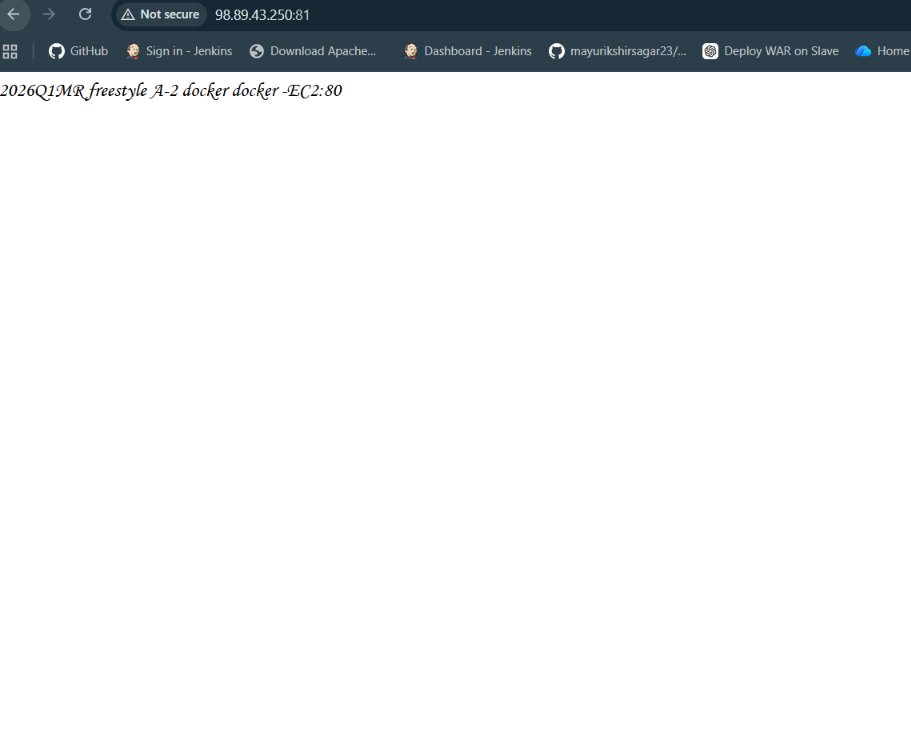 Not secure
98.89.43.250:81
GitHub
Sign in - Jenkins
Download Apache...
Dashboard - Jenkins
mayurikshirsagar23/...
Deploy WAR on Slave
Home
2026Q1MR freestyle A-2 docker docker -EC2:80